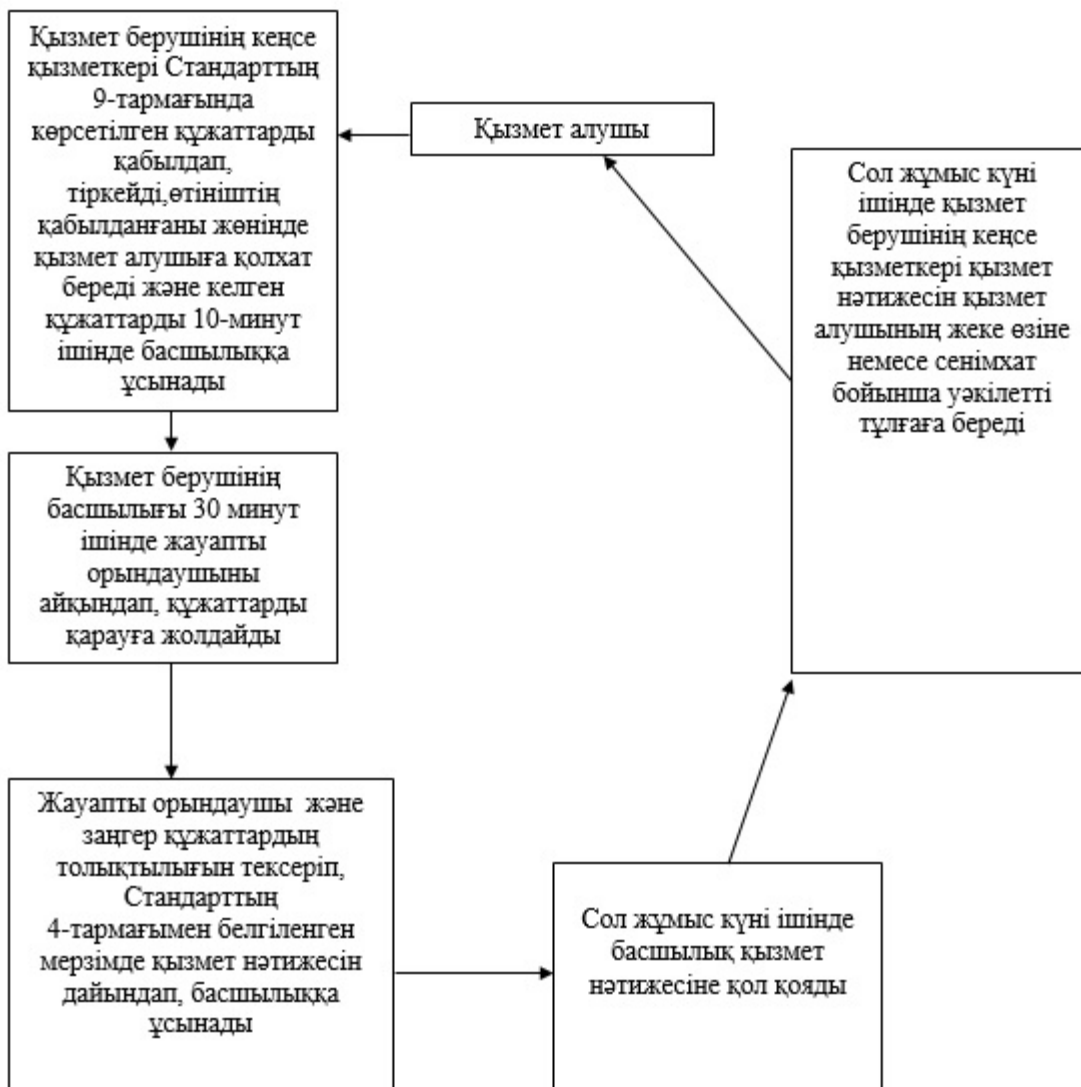 Қызмет берушінің кеңсе
қызметкері Стандарттың
9-тармағында
көрсетілген құжаттарды
қабылдап,
тіркейді,өтініштің
қабылданғаны жөнінде
қызмет алушыға қолхат
береді және келген
құжаттарды 10-минут
ішінде басшылыққа
ұсынады
Қызмет алушы
Сол жұмыс күні
ішінде қызмет
берушінің кеңсе
қызметкері қызмет
нәтижесін қызмет
алушының жеке өзіне
немесе сенімхат
бойынша уәкілетті
тұлғаға береді
Қызмет берушінің
басшылығы 30 минут
ішінде жауапты
орындаушыны
айқындап, құжаттарды
қарауға жолдайды
Жауапты орындаушы  және
заңгер құжаттардың
толықтылығын тексеріп,
Стандарттың
4-тармағымен белгіленген
мерзімде қызмет нәтижесін
дайындап, басшылыққа
ұсынады
Сол жұмыс күні ішінде
басшылық қызмет
нәтижесіне қол қояды